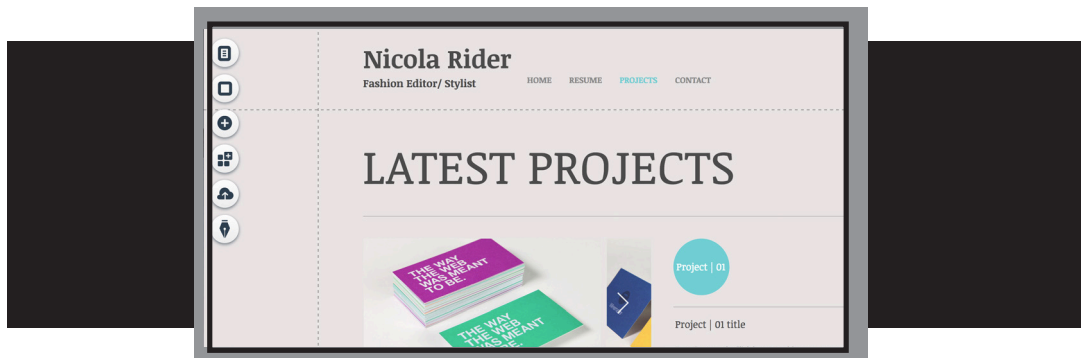 Nicola Rider
Fashion Editor/ Stylist
HOME RESUME PROJECTS CONTACT
LATEST PROJECTS
THE WAY
THE WEB
WAS MEANT
TO BE.
THE WAY
THE WEB
WAS MEANT
Project | 01
Project | 01 title